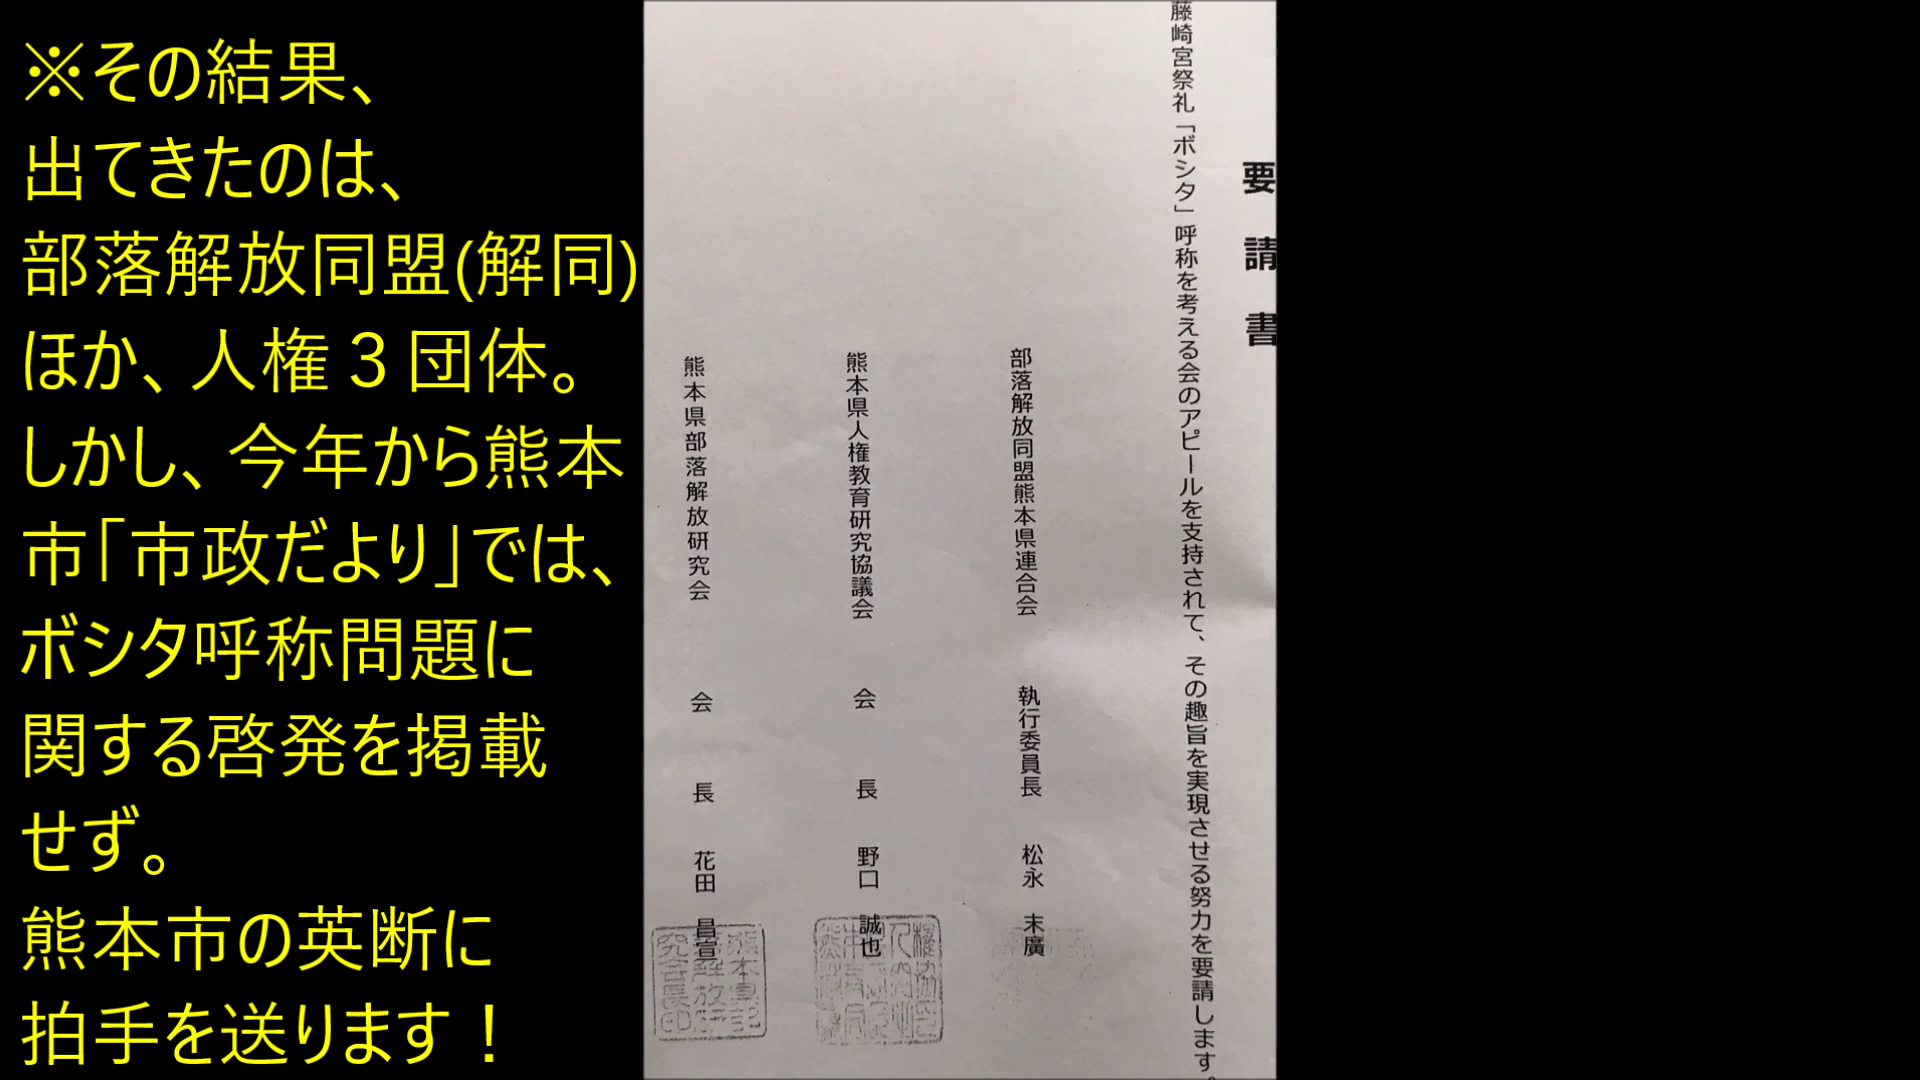 ※その結果、
出てきたのは、
部落解放同盟(解同)
ほか、人権3団体。
しかし、今年から熊本
市「市政だより」では、
ボシタ呼称問題に
関する啓発を掲載
せず。
熊本市の英断に
拍手を送ります！
要請書
藤崎宮祭礼「ボシタ」呼称を考える会のアピールを支持されて、その趣旨を実現させる努力を要請します。
部落解放同盟熊本県連合会 執行委員長 松永 末廣
熊本県人権教育研究協議会 会長 野口 誠也
熊本県部落解放研究会 会長 花田 昌宣